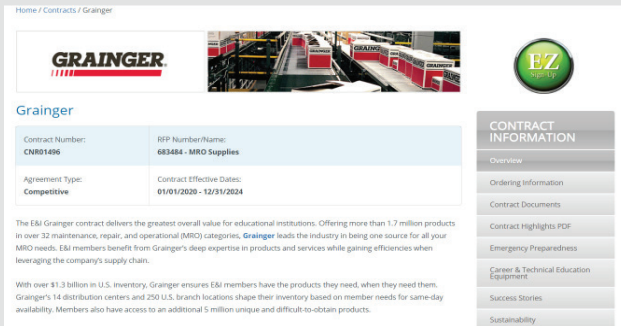 Home / Contracts / Grainger
GRAINGER
EZ
Sign Up
Grainger
Contract Number:
CNR01496
RFP Number/Name:
683484 - MRO Supplies
Agreement Type:
Competitive
Contract Effective Dates:
01/01/2020 - 12/31/2024
The E&I Grainger contract delivers the greatest overall value for educational institutions. Offering more than 1.7 million products
in over 32 maintenance, repair, and operational (MRO) categories, Grainger leads the industry in being one source for all your
MRO needs. E&I members benefit from Grainger's deep expertise in products and services while gaining efficiencies when
leveraging the company's supply chain.
With over $1.3 billion in U.S. inventory, Grainger ensures E&I members have the products they need, when they need them.
Grainger's 14 distribution centers and 250 U.S. branch locations shape their inventory based on member needs for same-day
availability. Members also have access to an additional 5 million unique and difficult-to-obtain products.
CONTRACT
INFORMATION
Overview
Ordering Information
Contract Documents
Contract Highlights PDF
Emergency Preparedness
Career & Technical Education
Equipment
Success Stories
Sustainability